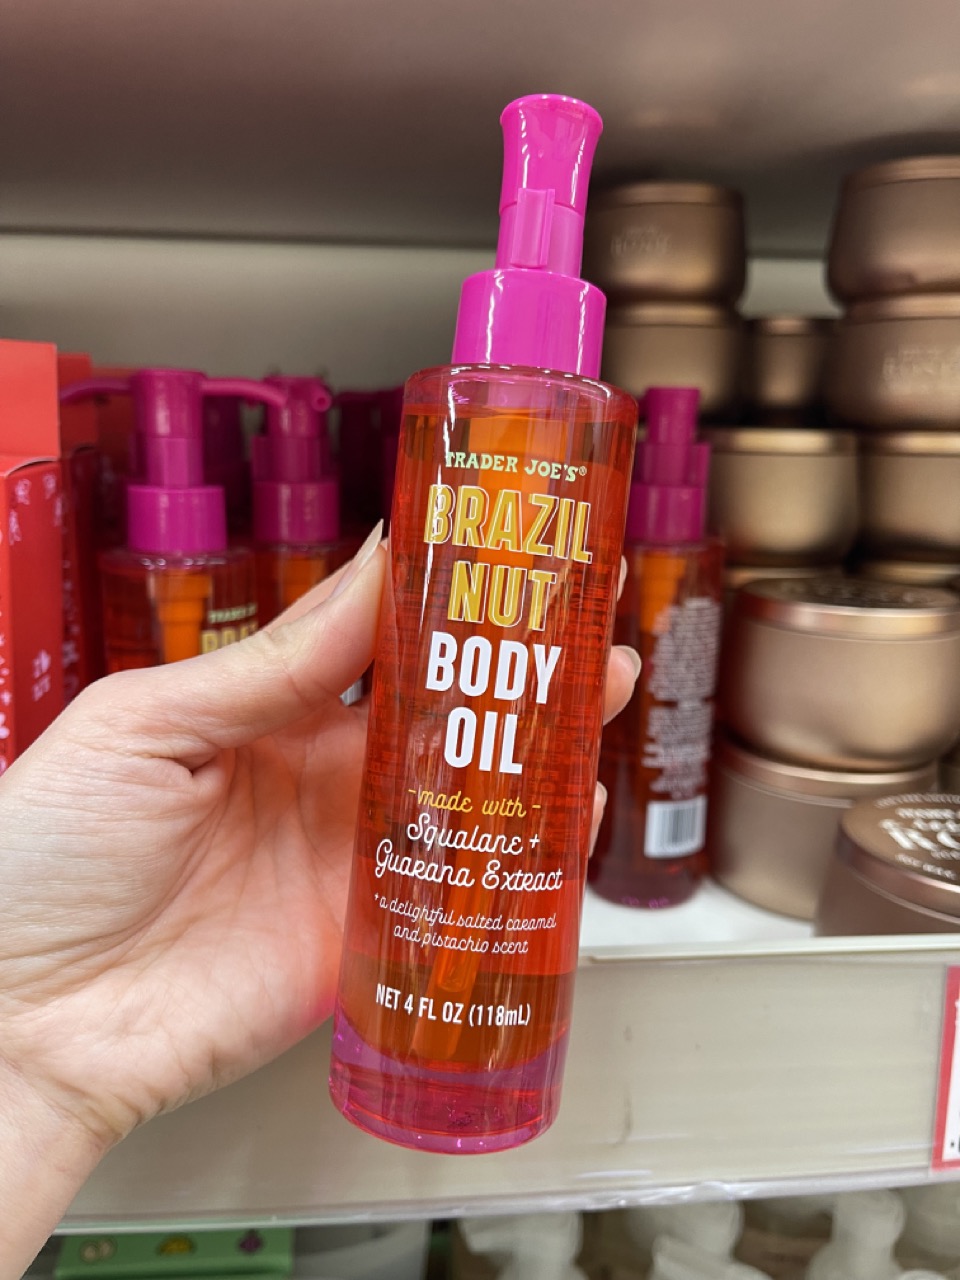 TRADER JOE'S®
BRAZIL
NUT
BODY
OIL
- made with -
Squalane +
Guarana Extract
+ a delightful salted caramel
and pistachio scent
NET 4 FL OZ (118mL)